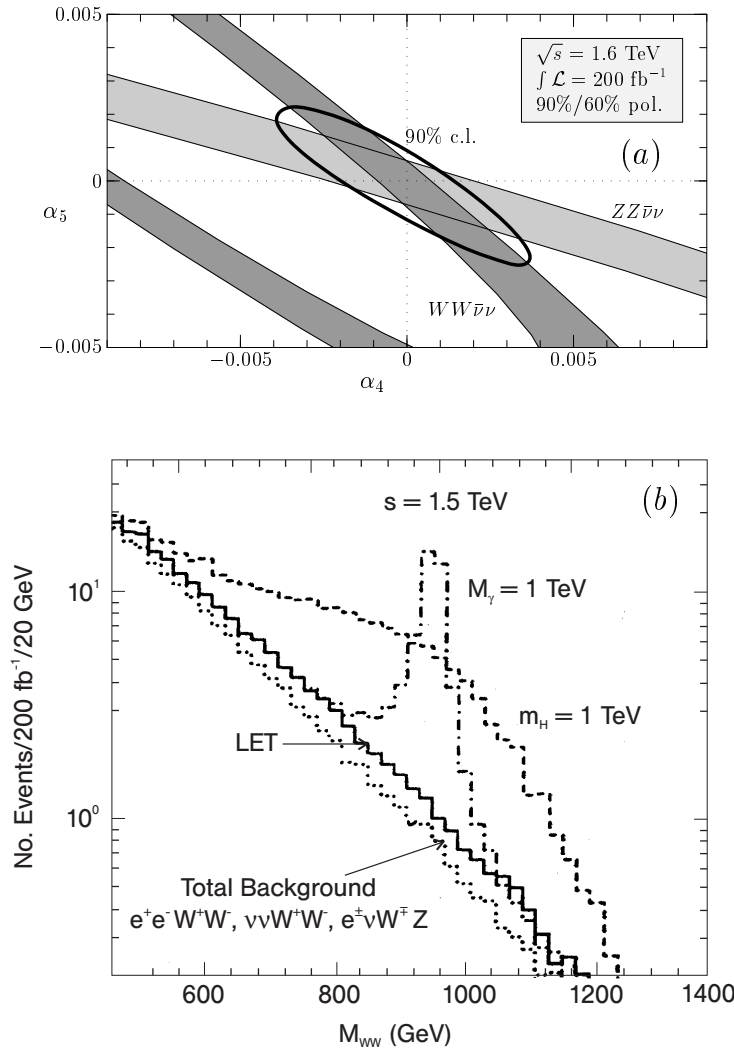 0.005
√s = 1.6 TeV
∫ℒ = 200 fb⁻¹
90%/60% pol.
90% c.l.
(a)
0
α₅
ZZν̄ν
WWν̄ν
−0.005
−0.005
0
0.005
α₄
(b)
s = 1.5 TeV
10¹
Mᵧ = 1 TeV
m_H = 1 TeV
LET
No. Events/200 fb⁻¹/20 GeV
10⁰
Total Background
e⁺e⁻W⁺W⁻, ννW⁺W⁻, e±νW∓Z
600
800
1000
1200
1400
M_WW (GeV)